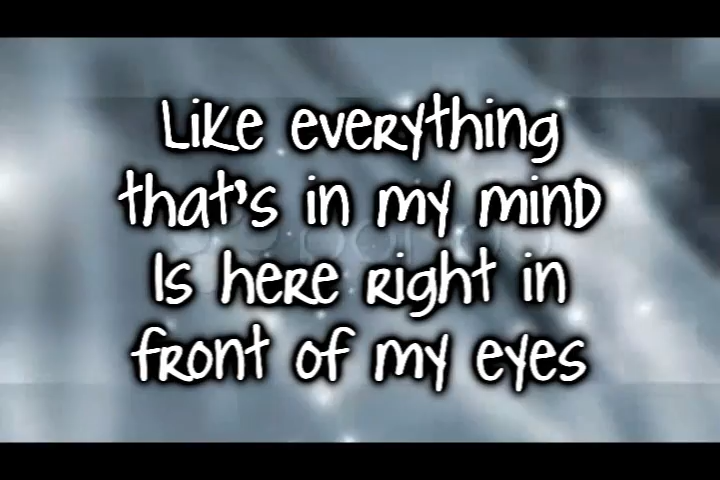 Like everything
that's in my mind
Is here right in
front of my eyes